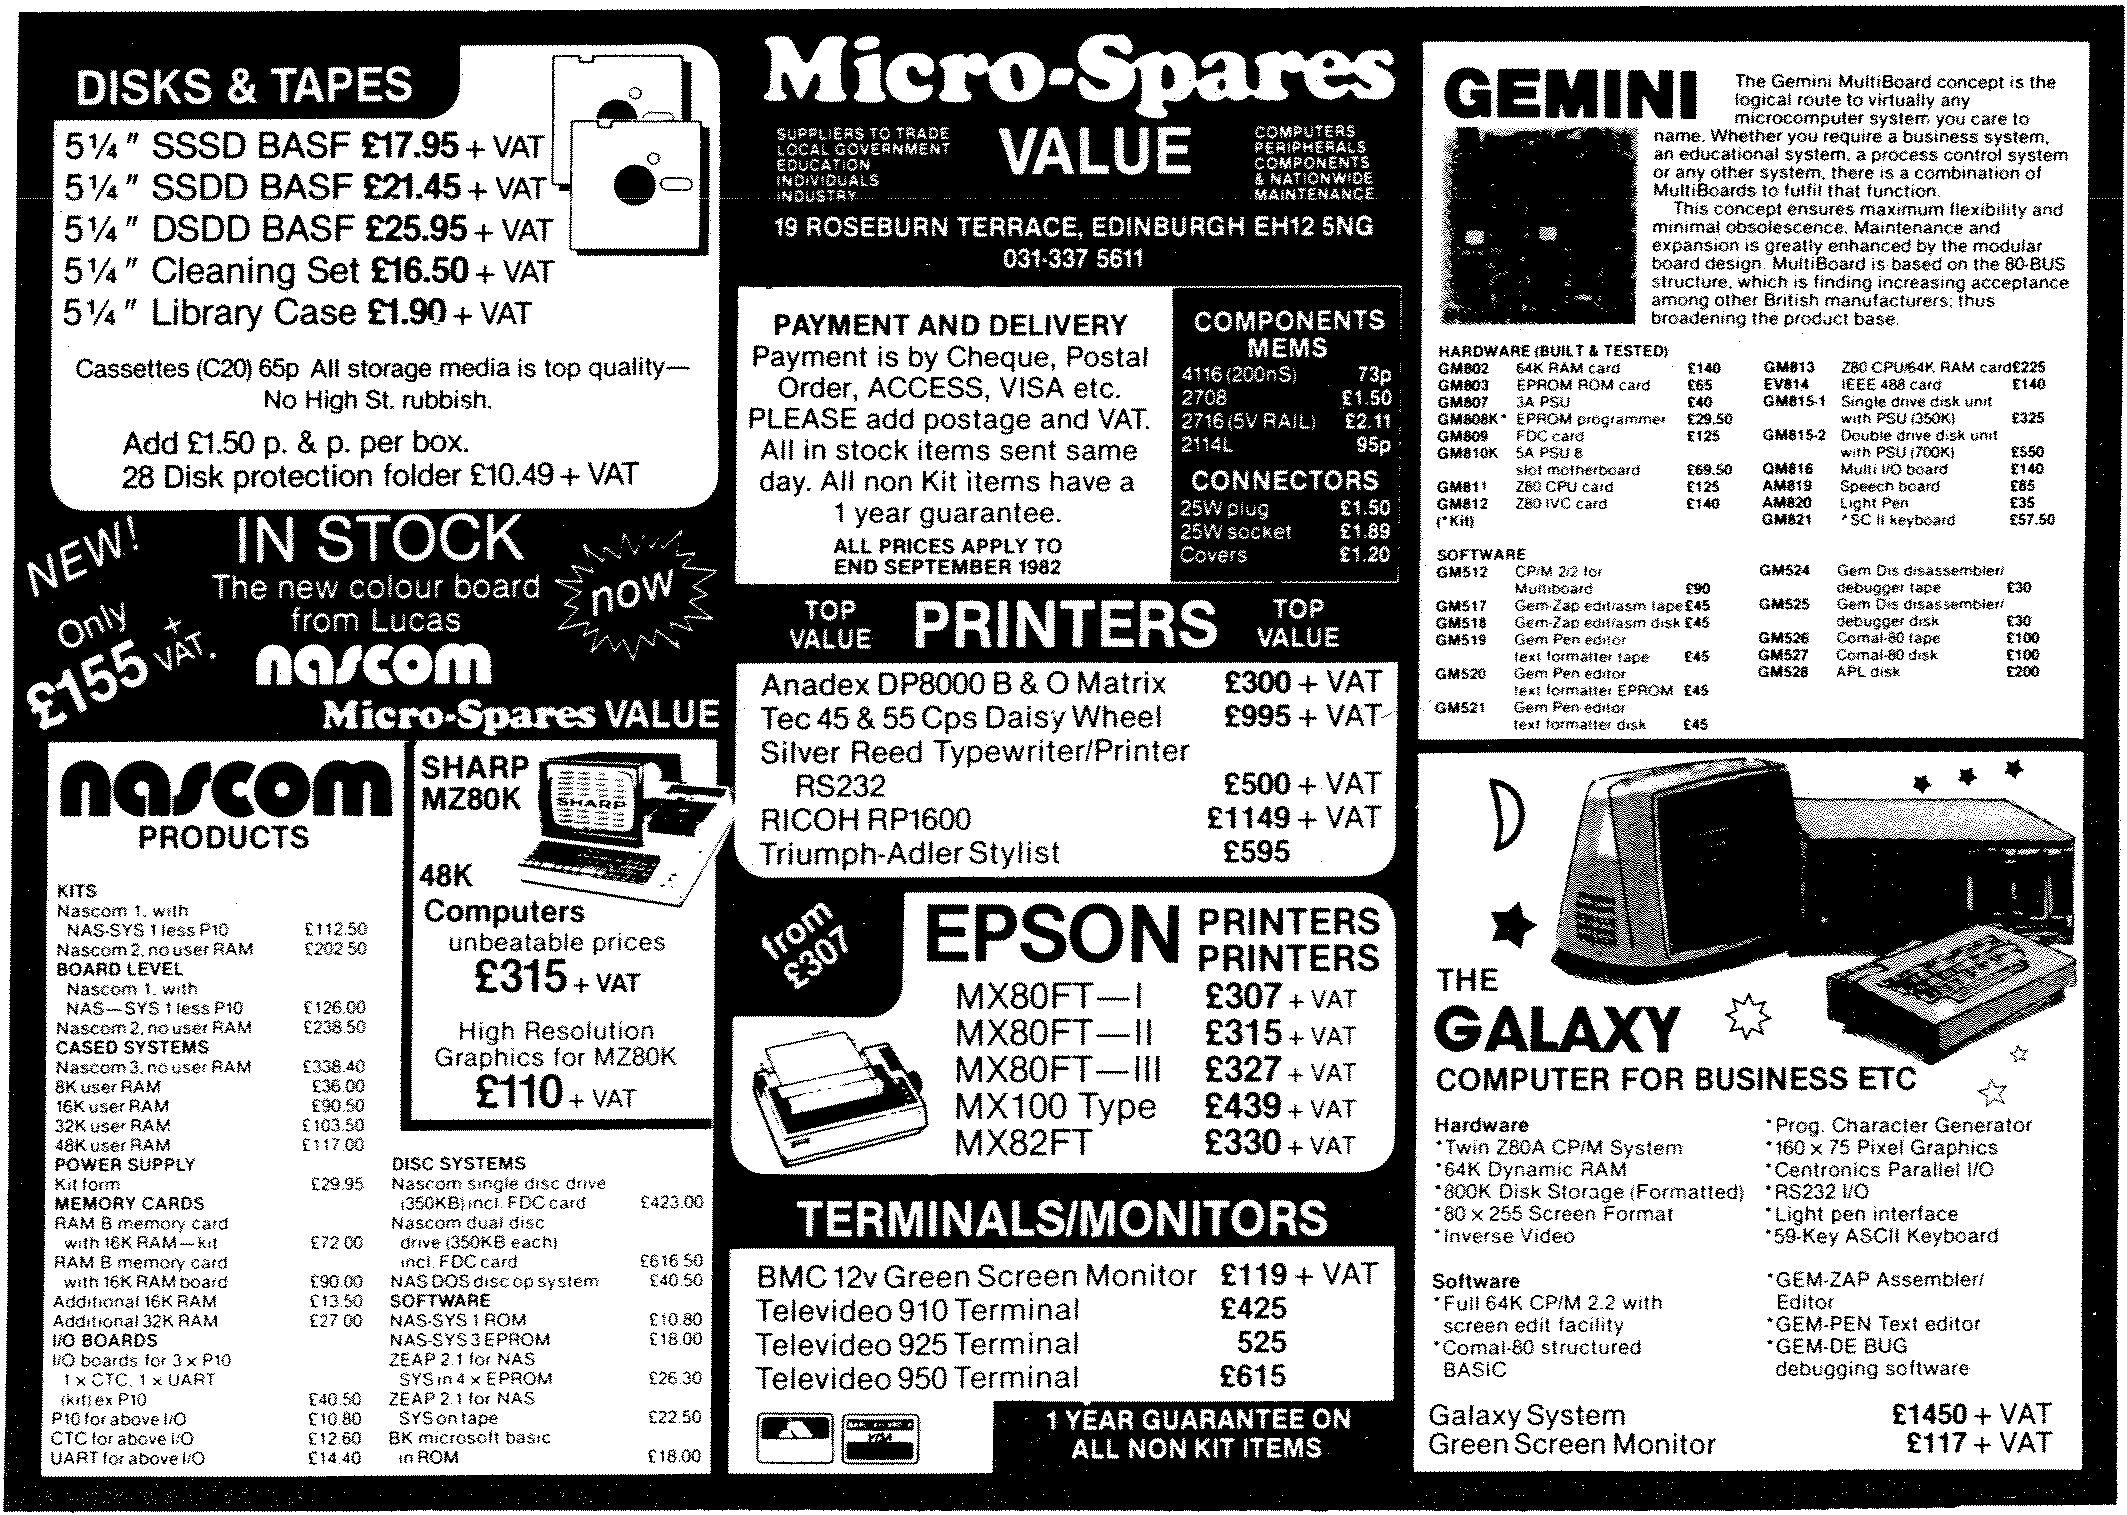 DISKS & TAPES
5¼" SSSD BASF £17.95 + VAT
5¼" SSDD BASF £21.45 + VAT
5¼" DSDD BASF £25.95 + VAT
5¼" Cleaning Set £16.50 + VAT
5¼" Library Case £1.90 + VAT
Cassettes (C20) 65p All storage media is top quality—
No High St. rubbish.
Add £1.50 p. & p. per box.
28 Disk protection folder £10.49 + VAT
NEW!
Only
£155 + VAT.
IN STOCK
The new colour board
from Lucas
nascom
now
Micro-Spares VALUE
nascom
PRODUCTS
KITS
Nascom 1, with
NAS-SYS 1 less P10 £112.50
Nascom 2, no user RAM £202.50
BOARD LEVEL
Nascom 1, with
NAS—SYS 1 less P10 £126.00
Nascom 2, no user RAM £238.50
CASED SYSTEMS
Nascom 3, no user RAM £338.40
8K user RAM £36.00
16K user RAM £90.50
32K user RAM £103.50
48K user RAM £117.00
POWER SUPPLY
Kit form £29.95
MEMORY CARDS
RAM B memory card
with 16K RAM—kit £72.00
RAM B memory card
with 16K RAM board £90.00
Additional 16K RAM £13.50
Additional 32K RAM £27.00
I/O BOARDS
I/O boards for 3 x P10
1 x CTC, 1 x UART
(kit) ex P10 £40.50
P10 for above I/O £10.80
CTC for above I/O £12.60
UART for above I/O £14.40
SHARP
MZ80K
SHARP
48K
Computers
unbeatable prices
£315 + VAT
High Resolution
Graphics for MZ80K
£110 + VAT
DISC SYSTEMS
Nascom single disc drive
(350KB) incl. FDC card £423.00
Nascom dual disc
drive (350KB each)
incl. FDC card £616.50
NAS DOS disc op system £40.50
SOFTWARE
NAS-SYS 1 ROM £10.80
NAS-SYS 3 EPROM £18.00
ZEAP 2.1 for NAS
SYS in 4 x EPROM £26.30
ZEAP 2.1 for NAS
SYS on tape £22.50
BK microsoft basic
in ROM £18.00
Micro-Spares
VALUE
SUPPLIERS TO TRADE
LOCAL GOVERNMENT
EDUCATION
INDIVIDUALS
INDUSTRY
COMPUTERS
PERIPHERALS
COMPONENTS
& NATIONWIDE
MAINTENANCE
19 ROSEBURN TERRACE, EDINBURGH EH12 5NG
031-337 5611
PAYMENT AND DELIVERY
Payment is by Cheque, Postal
Order, ACCESS, VISA etc.
PLEASE add postage and VAT.
All in stock items sent same
day. All non Kit items have a
1 year guarantee.
ALL PRICES APPLY TO
END SEPTEMBER 1982
COMPONENTS
MEMS
4116 (200nS) 73p
2708 £1.50
2716 (5V RAIL) £2.11
2114L 95p
CONNECTORS
25W plug £1.50
25W socket £1.89
Covers £1.20
TOP
VALUE
PRINTERS
TOP
VALUE
Anadex DP8000 B & O Matrix £300 + VAT
Tec 45 & 55 Cps Daisy Wheel £995 + VAT
Silver Reed Typewriter/Printer
RS232 £500 + VAT
RICOH RP1600 £1149 + VAT
Triumph-Adler Stylist £595
from
£307
EPSON PRINTERS
PRINTERS
MX80FT—I £307 + VAT
MX80FT—II £315 + VAT
MX80FT—III £327 + VAT
MX100 Type £439 + VAT
MX82FT £330 + VAT
TERMINALS/MONITORS
BMC 12v Green Screen Monitor £119 + VAT
Televideo 910 Terminal £425
Televideo 925 Terminal 525
Televideo 950 Terminal £615
VISA
1 YEAR GUARANTEE ON
ALL NON KIT ITEMS
GEMINI
The Gemini MultiBoard concept is the
logical route to virtually any
microcomputer system you care to
name. Whether you require a business system,
an educational system, a process control system
or any other system, there is a combination of
MultiBoards to fulfil that function.
This concept ensures maximum flexibility and
minimal obsolescence. Maintenance and
expansion is greatly enhanced by the modular
board design. MultiBoard is based on the 80-BUS
structure, which is finding increasing acceptance
among other British manufacturers; thus
broadening the product base.
HARDWARE (BUILT & TESTED)
GM802 64K RAM card £140
GM803 EPROM ROM card £65
GM807 3A PSU £40
GM808K* EPROM programmer £29.50
GM809 FDC card £125
GM810K 5A PSU 8
slot motherboard £69.50
GM811 Z80 CPU card £125
GM812 Z80 IVC card £140
(*Kit)
GM813 Z80 CPU/64K RAM card £225
EV814 IEEE 488 card £140
GM815-1 Single drive disk unit
with PSU (350K) £325
GM815-2 Double drive disk unit
with PSU (700K) £550
GM816 Multi I/O board £140
AM819 Speech board £85
AM820 Light Pen £35
GM821 *SC II keyboard £57.50
SOFTWARE
GM512 CP/M 2/2 for
Multiboard £90
GM517 Gem-Zap edit/asm tape £45
GM518 Gem-Zap edit/asm disk £45
GM519 Gem Pen editor
text formatter tape £45
GM520 Gem Pen editor
text formatter EPROM £45
GM521 Gem Pen editor
text formatter disk £45
GM524 Gem Dis disassembler/
debugger tape £30
GM525 Gem Dis disassembler/
debugger disk £30
GM526 Comal-80 tape £100
GM527 Comal-80 disk £100
GM528 APL disk £200
THE
GALAXY
COMPUTER FOR BUSINESS ETC
Hardware
*Twin Z80A CP/M System
*64K Dynamic RAM
*800K Disk Storage (Formatted)
*80 x 255 Screen Format
*Inverse Video
*Prog. Character Generator
*160 x 75 Pixel Graphics
*Centronics Parallel I/O
*RS232 I/O
*Light pen interface
*59-Key ASCII Keyboard
Software
*Full 64K CP/M 2.2 with
screen edit facility
*Comal-80 structured
BASIC
*GEM-ZAP Assembler/
Editor
*GEM-PEN Text editor
*GEM-DE BUG
debugging software
Galaxy System £1450 + VAT
Green Screen Monitor £117 + VAT